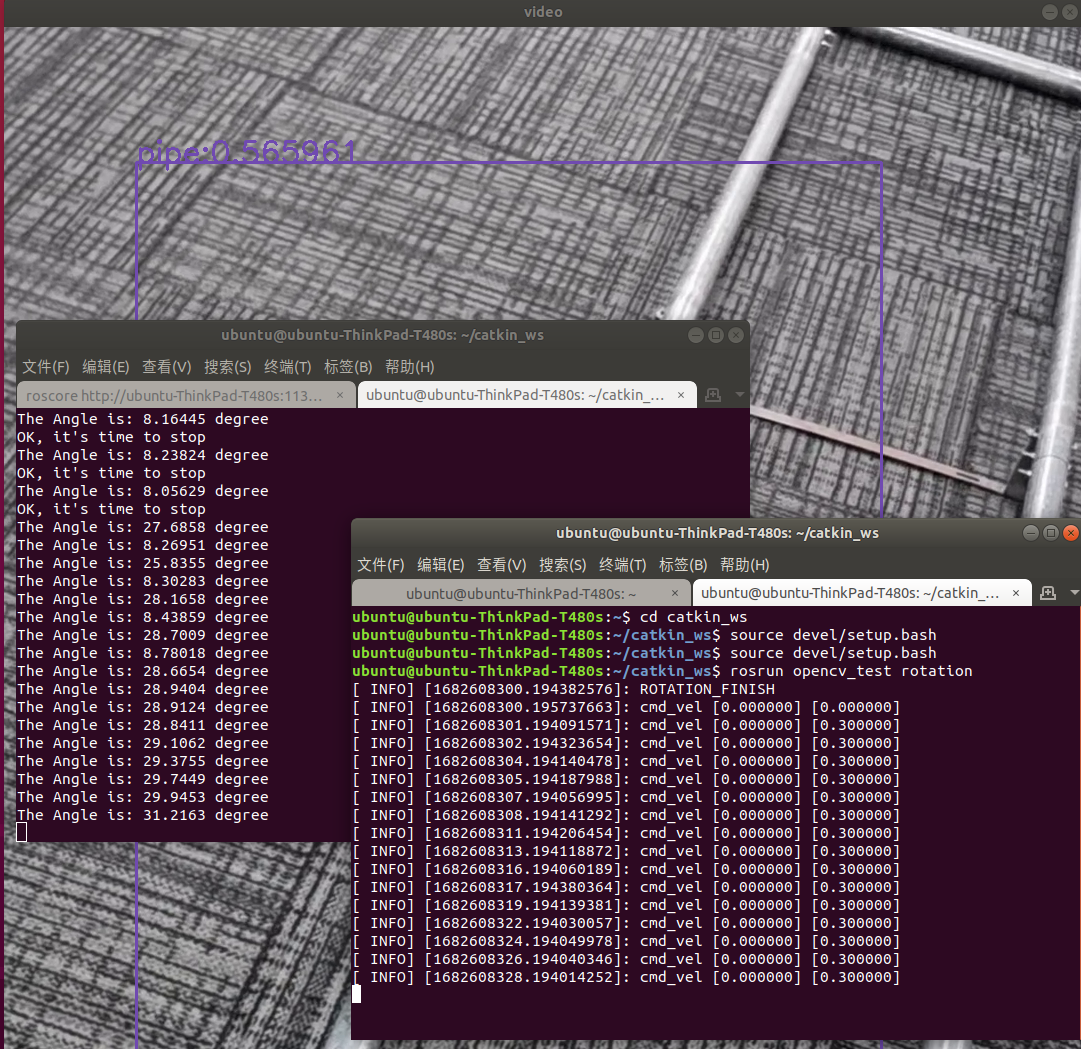 video
pipe:0.565961
ubuntu@ubuntu-ThinkPad-T480s: ~/catkin_ws
文件(F) 编辑(E) 查看(V) 搜索(S) 终端(T) 标签(B) 帮助(H)
roscore http://ubuntu-ThinkPad-T480s:113... × ubuntu@ubuntu-ThinkPad-T480s: ~/catkin_... ×
The Angle is: 8.16445 degree
OK, it's time to stop
The Angle is: 8.23824 degree
OK, it's time to stop
The Angle is: 8.05629 degree
OK, it's time to stop
The Angle is: 27.6858 degree
The Angle is: 8.26951 degree
The Angle is: 25.8355 degree
The Angle is: 8.30283 degree
The Angle is: 28.1658 degree
The Angle is: 8.43859 degree
The Angle is: 28.7009 degree
The Angle is: 8.78018 degree
The Angle is: 28.6654 degree
The Angle is: 28.9404 degree
The Angle is: 28.9124 degree
The Angle is: 28.8411 degree
The Angle is: 29.1062 degree
The Angle is: 29.3755 degree
The Angle is: 29.7449 degree
The Angle is: 29.9453 degree
The Angle is: 31.2163 degree
ubuntu@ubuntu-ThinkPad-T480s: ~/catkin_ws
文件(F) 编辑(E) 查看(V) 搜索(S) 终端(T) 标签(B) 帮助(H)
ubuntu@ubuntu-ThinkPad-T480s: ~ × ubuntu@ubuntu-ThinkPad-T480s: ~/catkin_... ×
ubuntu@ubuntu-ThinkPad-T480s:~$ cd catkin_ws
ubuntu@ubuntu-ThinkPad-T480s:~/catkin_ws$ source devel/setup.bash
ubuntu@ubuntu-ThinkPad-T480s:~/catkin_ws$ source devel/setup.bash
ubuntu@ubuntu-ThinkPad-T480s:~/catkin_ws$ rosrun opencv_test rotation
[ INFO] [1682608300.194382576]: ROTATION_FINISH
[ INFO] [1682608300.195737663]: cmd_vel [0.000000] [0.000000]
[ INFO] [1682608301.194091571]: cmd_vel [0.000000] [0.300000]
[ INFO] [1682608302.194323654]: cmd_vel [0.000000] [0.300000]
[ INFO] [1682608304.194140478]: cmd_vel [0.000000] [0.300000]
[ INFO] [1682608305.194187988]: cmd_vel [0.000000] [0.300000]
[ INFO] [1682608307.194056995]: cmd_vel [0.000000] [0.300000]
[ INFO] [1682608308.194141292]: cmd_vel [0.000000] [0.300000]
[ INFO] [1682608311.194206454]: cmd_vel [0.000000] [0.300000]
[ INFO] [1682608313.194118872]: cmd_vel [0.000000] [0.300000]
[ INFO] [1682608316.194060189]: cmd_vel [0.000000] [0.300000]
[ INFO] [1682608317.194380364]: cmd_vel [0.000000] [0.300000]
[ INFO] [1682608319.194139381]: cmd_vel [0.000000] [0.300000]
[ INFO] [1682608322.194030057]: cmd_vel [0.000000] [0.300000]
[ INFO] [1682608324.194049978]: cmd_vel [0.000000] [0.300000]
[ INFO] [1682608326.194040346]: cmd_vel [0.000000] [0.300000]
[ INFO] [1682608328.194014252]: cmd_vel [0.000000] [0.300000]